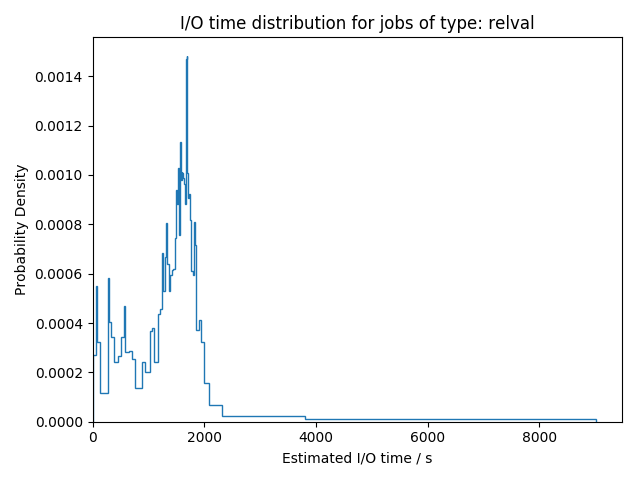 I/O time distribution for jobs of type: relval
Probability Density
0.0014
0.0012
0.0010
0.0008
0.0006
0.0004
0.0002
0.0000
0 2000 4000 6000 8000
Estimated I/O time / s